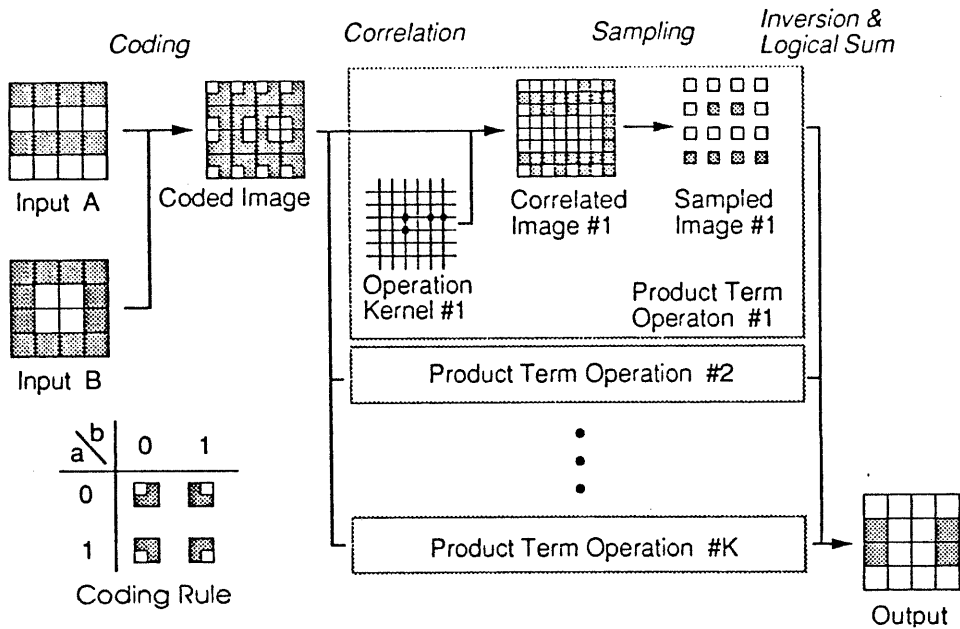 Coding
Correlation
Sampling
Inversion &
Logical Sum
Input A
Coded Image
Correlated
Image #1
Sampled
Image #1
Operation
Kernel #1
Product Term
Operaton #1
Input B
Product Term Operation #2
a b 0 1
0
1
Coding Rule
Product Term Operation #K
Output